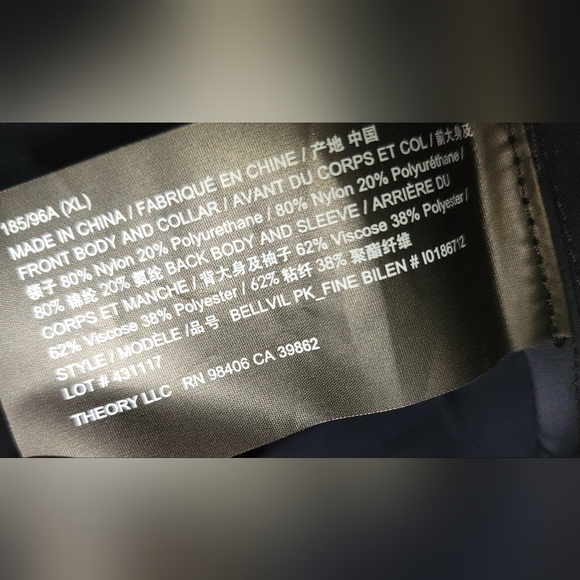 185/96A (XL)
MADE IN CHINA / FABRIQUÉ EN CHINE / 产地 中国
FRONT BODY AND COLLAR / AVANT DU CORPS ET COL / 前大身及
领子 80% Nylon 20% Polyuréthane / 80% Nylon 20% Polyuréthane /
80% 锦纶 20% 氨纶 BACK BODY AND SLEEVE / ARRIÈRE DU
CORPS ET MANCHE / 背大身及袖子 62% Viscose 38% Polyester /
62% Viscose 38% Polyester / 62% 粘纤 38% 聚酯纤维
STYLE / MODÈLE /品号 BELLVIL PK_FINE BILEN # I0186712
LOT # 431117
THEORY LLC RN 98406 CA 39862